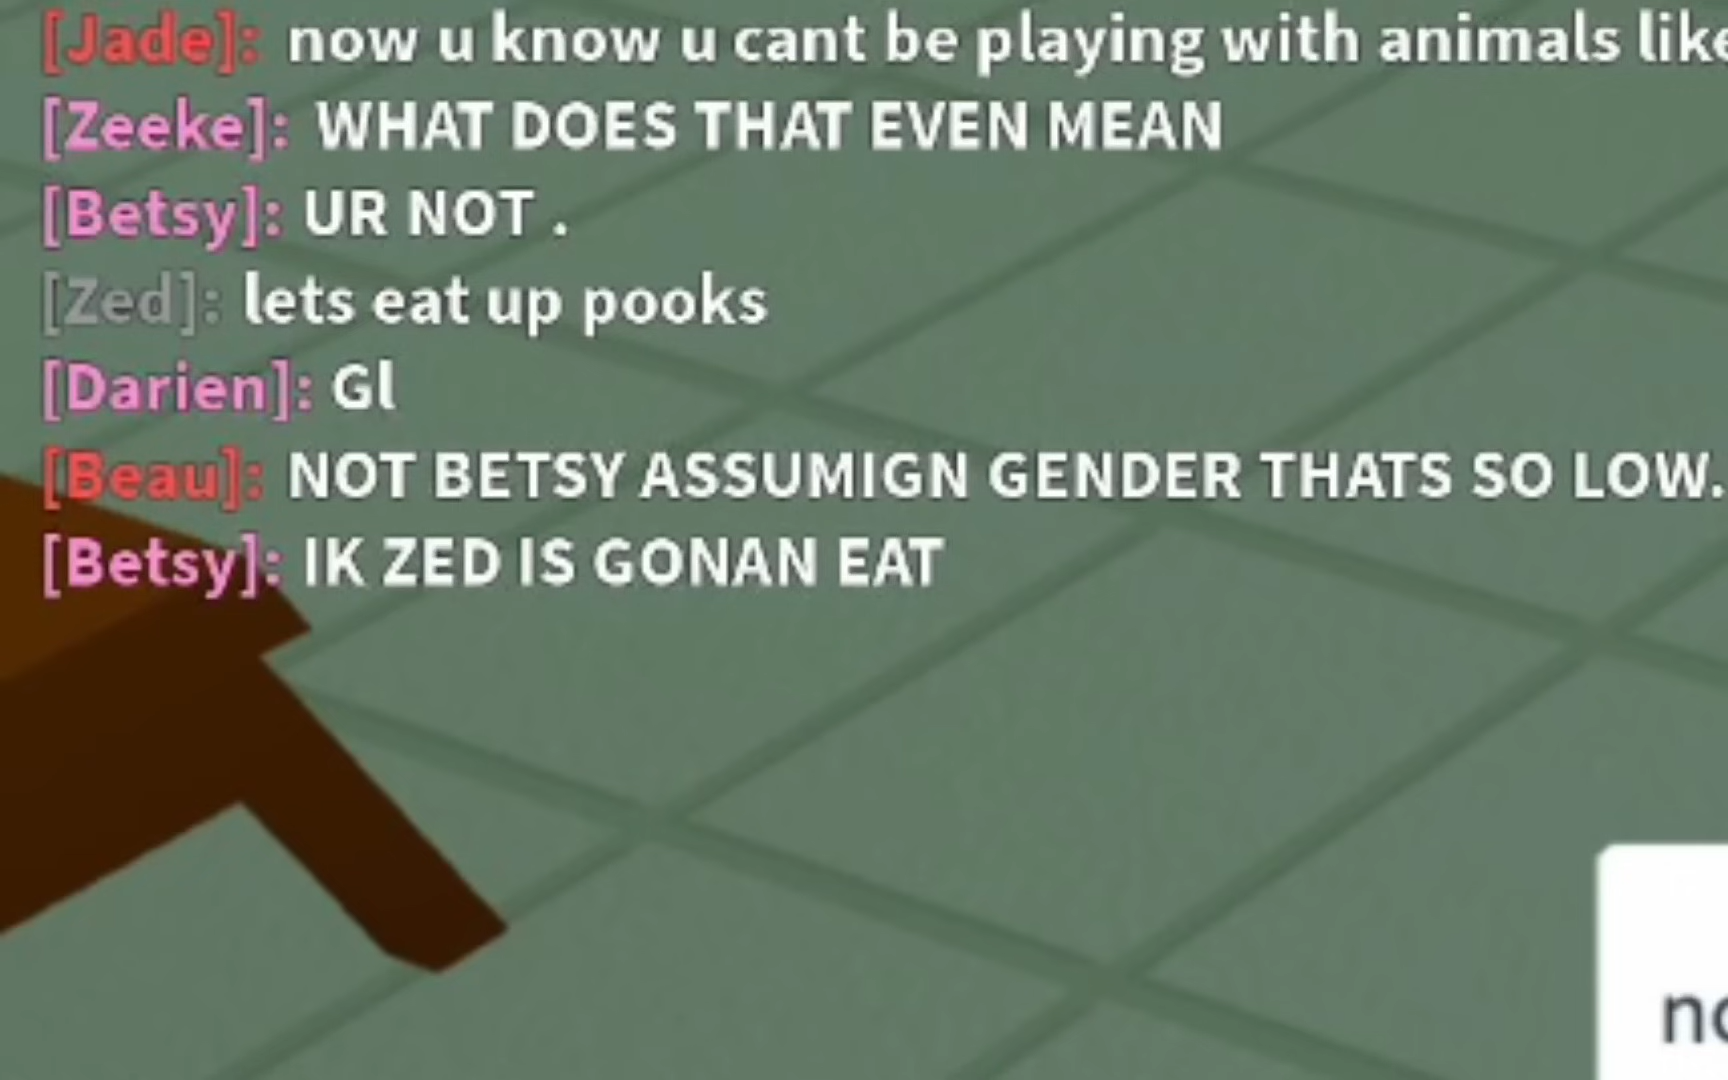 [Jade]: now u know u cant be playing with animals like
[Zeeke]: WHAT DOES THAT EVEN MEAN
[Betsy]: UR NOT .
[Zed]: lets eat up pooks
[Darien]: Gl
[Beau]: NOT BETSY ASSUMIGN GENDER THATS SO LOW.
[Betsy]: IK ZED IS GONAN EAT